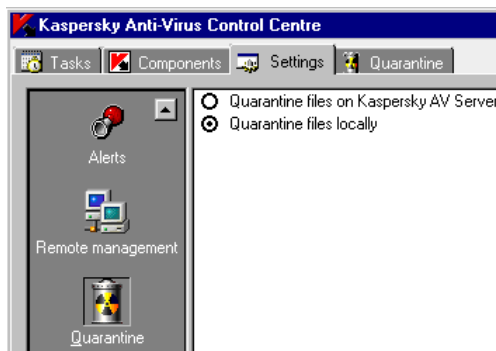 Kaspersky Anti-Virus Control Centre
Tasks Components Settings Quarantine
Quarantine files on Kaspersky AV Server
Quarantine files locally
Alerts
Remote management
Quarantine